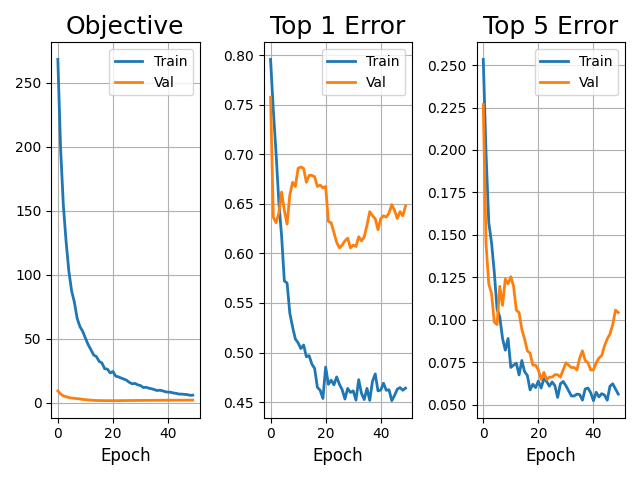 Objective
Top 1 Error
Top 5 Error
Train
Val
Train
Val
Train
Val
250
200
150
100
50
0
0.80
0.75
0.70
0.65
0.60
0.55
0.50
0.45
0.250
0.225
0.200
0.175
0.150
0.125
0.100
0.075
0.050
0 20 40
0 20 40
0 20 40
Epoch
Epoch
Epoch